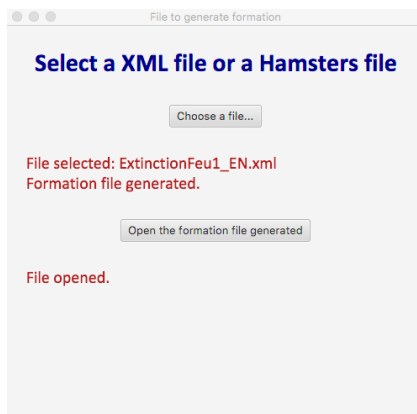 File to generate formation
Select a XML file or a Hamsters file
Choose a file...
File selected: ExtinctionFeu1_EN.xml
Formation file generated.
Open the formation file generated
File opened.